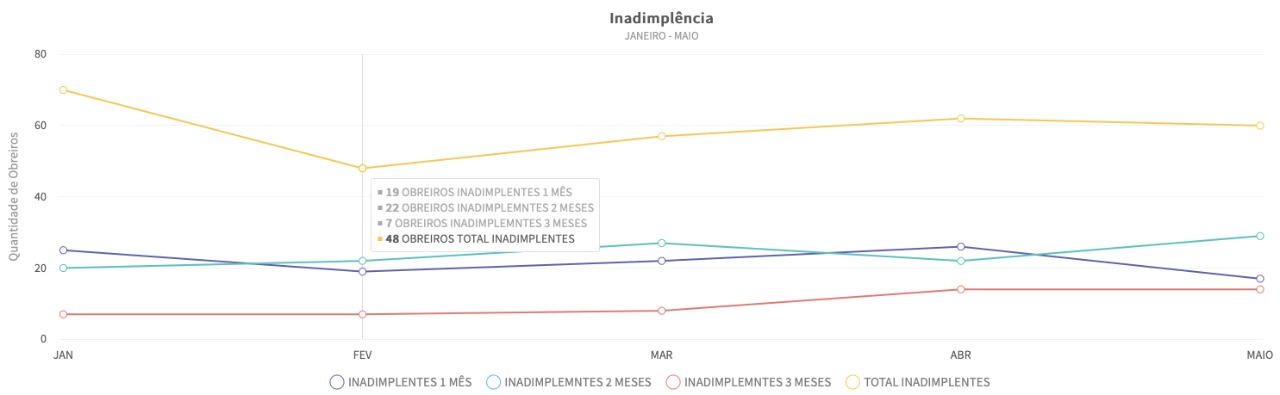 Inadimplência
JANEIRO - MAIO
Quantidade de Obreiros
80
60
40
20
0
19 OBREIROS INADIMPLENTES 1 MÊS
22 OBREIROS INADIMPLEMNTES 2 MESES
7 OBREIROS INADIMPLEMNTES 3 MESES
48 OBREIROS TOTAL INADIMPLENTES
JAN FEV MAR ABR MAIO
INADIMPLENTES 1 MÊS INADIMPLEMNTES 2 MESES INADIMPLEMNTES 3 MESES TOTAL INADIMPLENTES